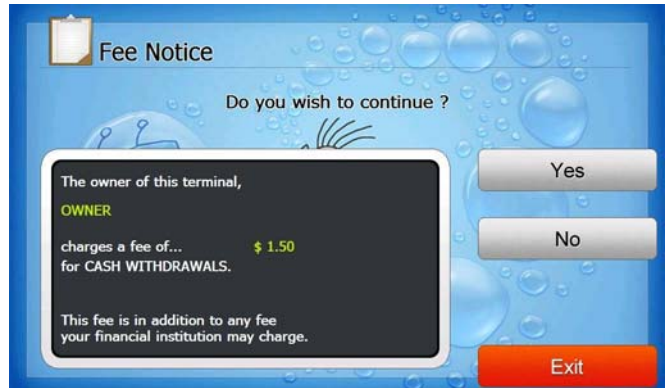 Fee Notice
Do you wish to continue ?
The owner of this terminal,
OWNER
charges a fee of... $ 1.50
for CASH WITHDRAWALS.
This fee is in addition to any fee
your financial institution may charge.
Yes
No
Exit